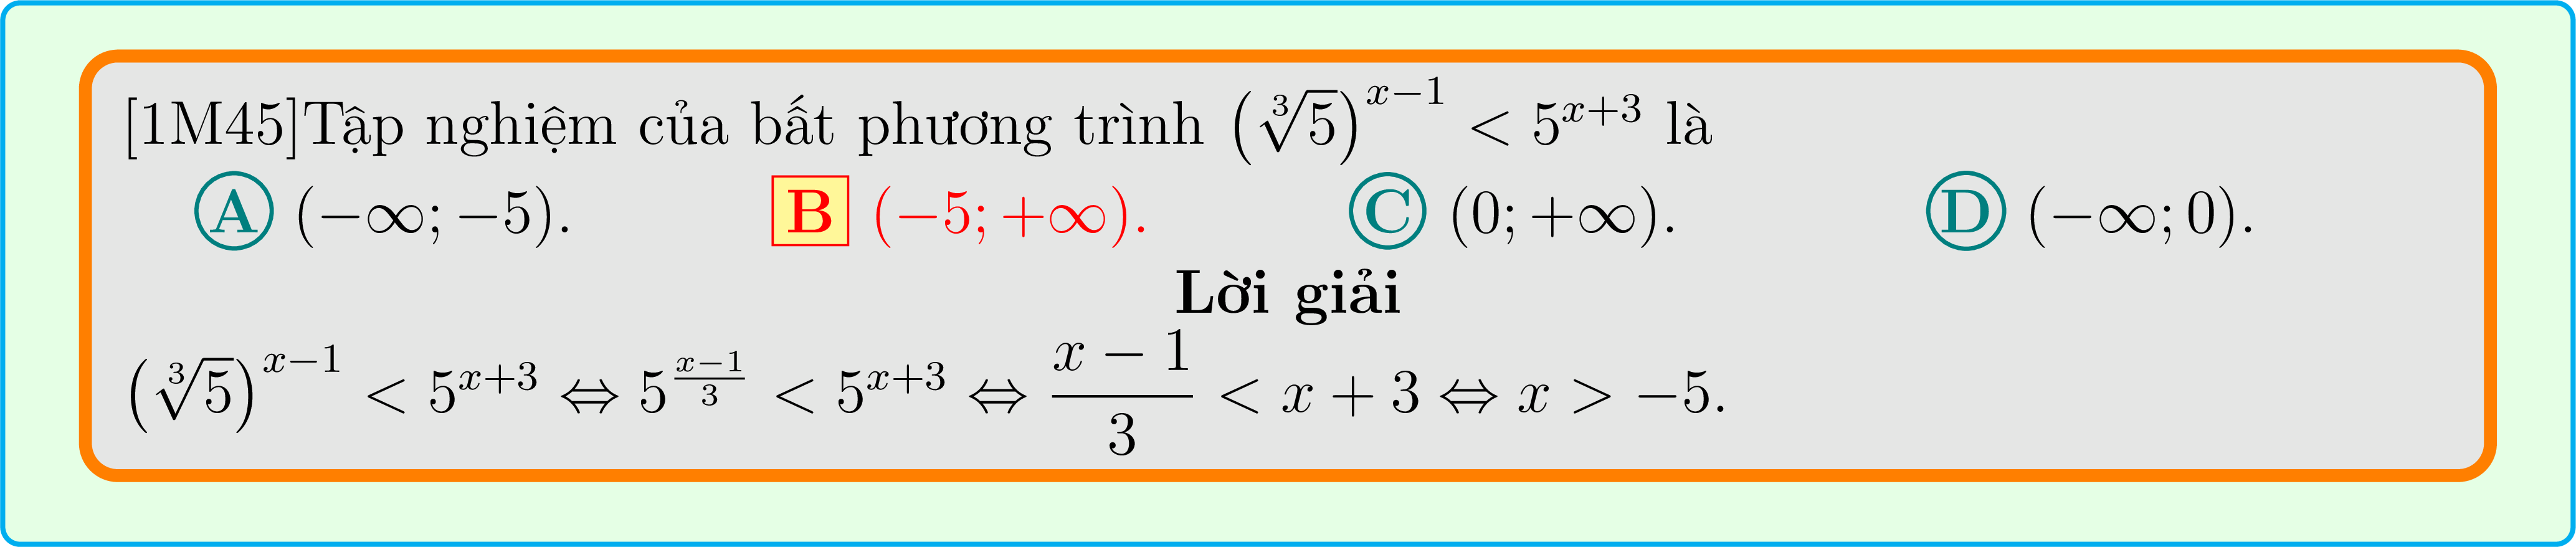 [1M45]Tập nghiệm của bất phương trình $\left(\sqrt[3]{5}\right)^{x-1} < 5^{x+3}$ là
A $(-\infty; -5)$. B $(-5; +\infty)$. C $(0; +\infty)$. D $(-\infty; 0)$.
Lời giải
$\left(\sqrt[3]{5}\right)^{x-1} < 5^{x+3} \Leftrightarrow 5^{\frac{x-1}{3}} < 5^{x+3} \Leftrightarrow \dfrac{x-1}{3} < x+3 \Leftrightarrow x > -5.$